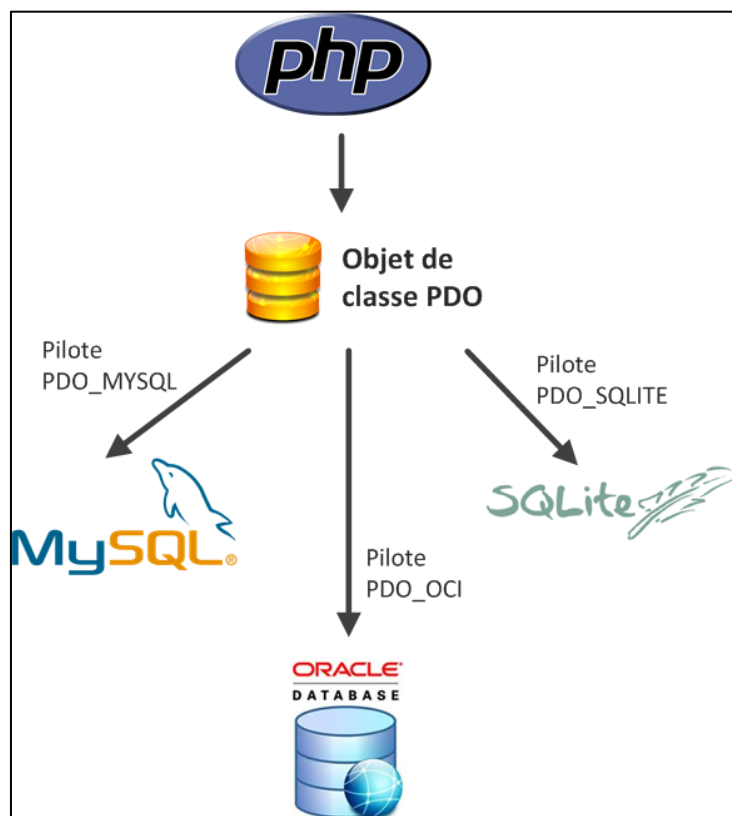 php
Objet de
classe PDO
Pilote
PDO_MYSQL
Pilote
PDO_SQLITE
MySQL®
SQLite
Pilote
PDO_OCI
ORACLE®
DATABASE